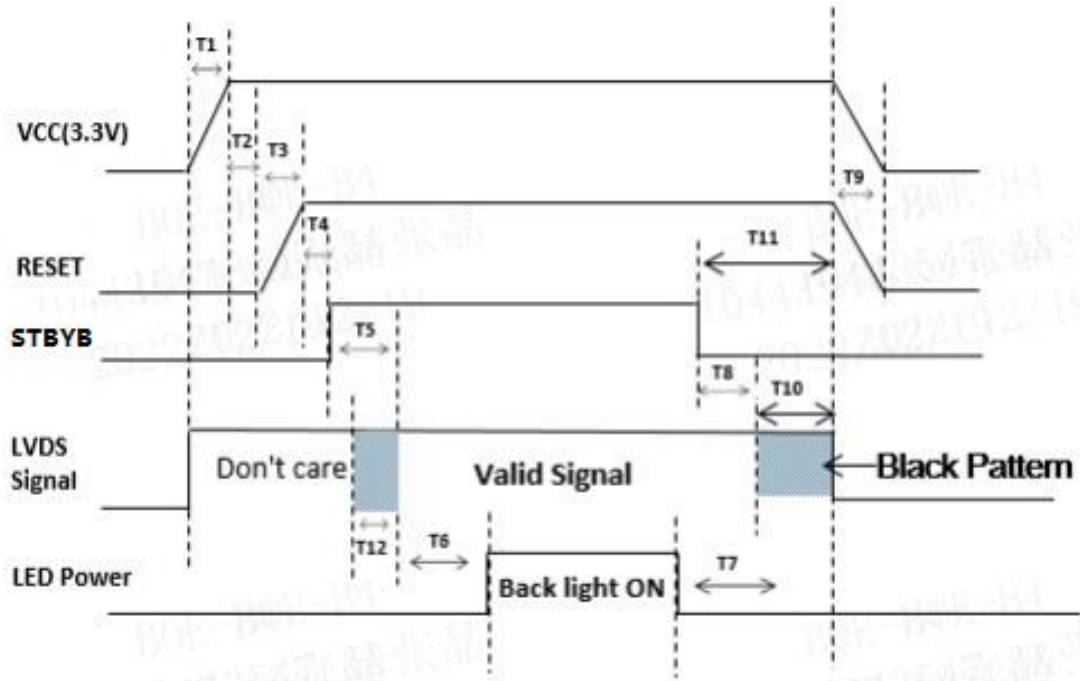 T1
VCC(3.3V)
T2
T3
T9
T4
T11
RESET
STBYB
T5
T8
T10
LVDS
Signal
Don't care
Valid Signal
Black Pattern
T12
T6
T7
LED Power
Back light ON